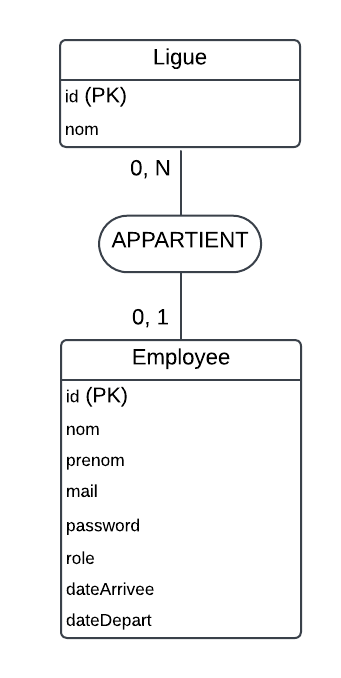 Ligue
id (PK)
nom
0, N
APPARTIENT
0, 1
Employee
id (PK)
nom
prenom
mail
password
role
dateArrivee
dateDepart